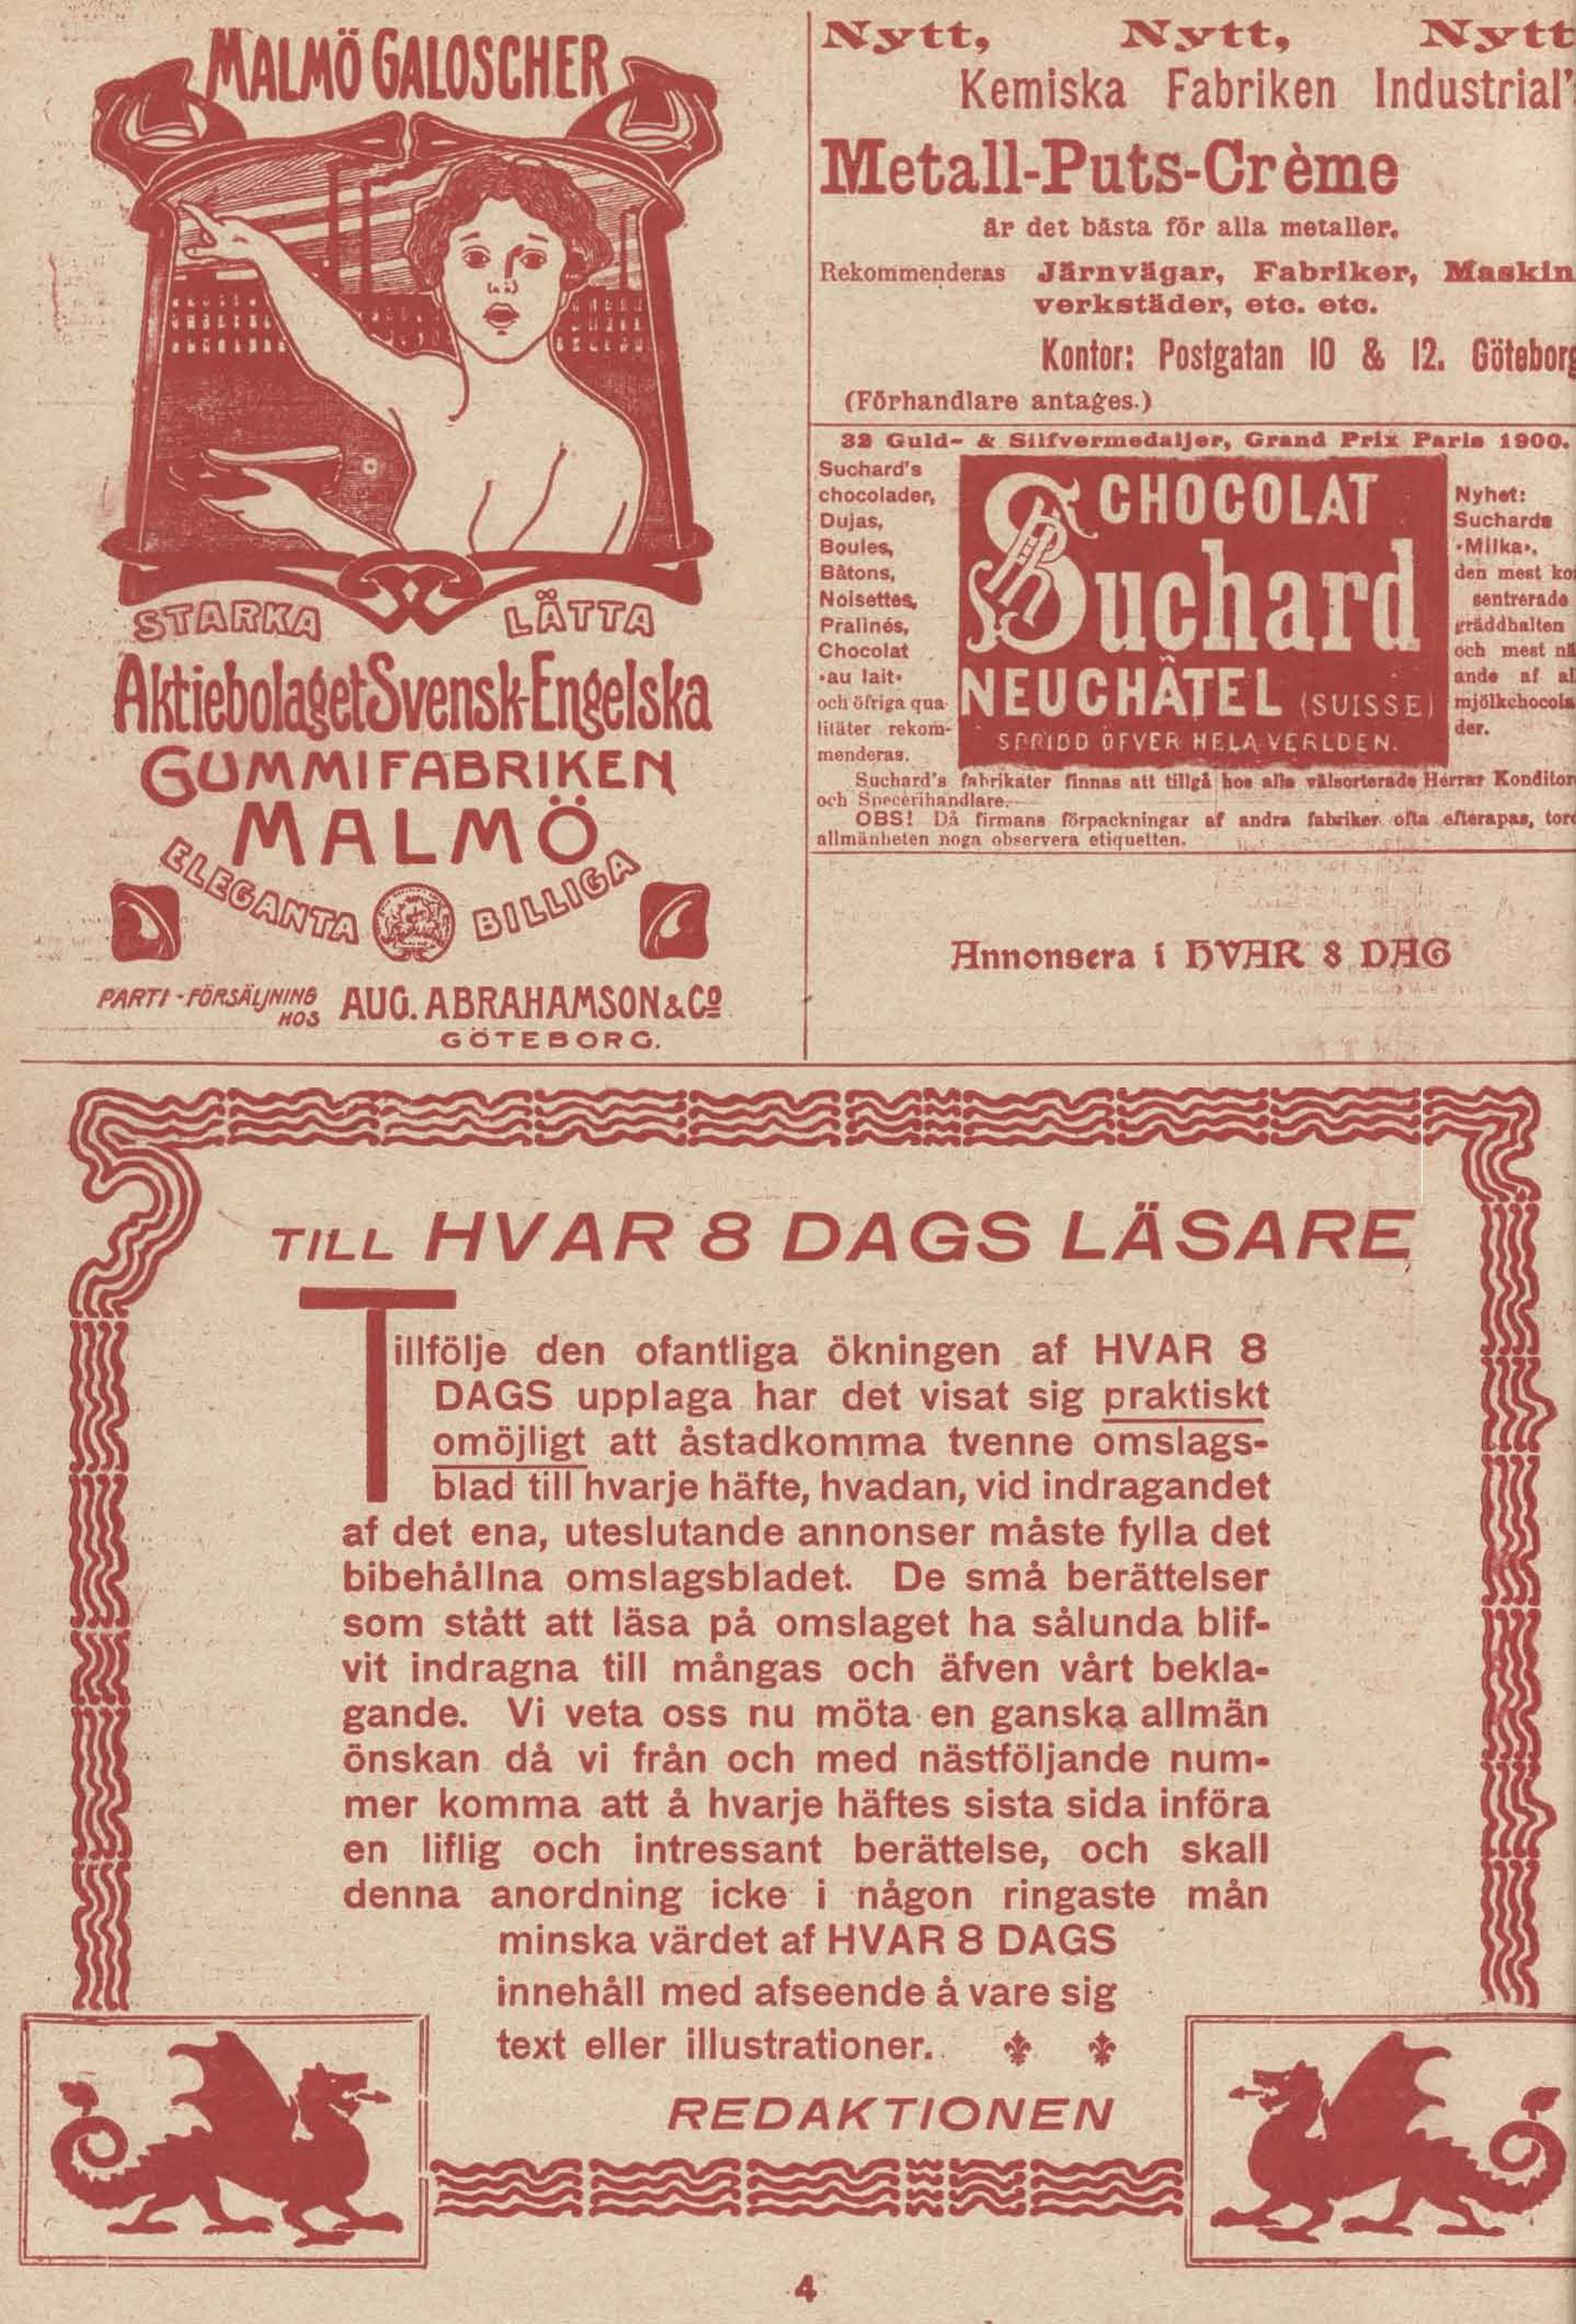 MALMÖ GALOSCHER
STARKA LÄTTA
Aktiebolaget Svensk-Engelska
GUMMIFABRIKEN
MALMÖ
ELEGANTA BILLIGA
PARTI-FÖRSÄLJNING HOS AUG. ABRAHAMSON & Co
GÖTEBORG.
Nytt, Nytt, Nytt
Kemiska Fabriken Industrial's
Metall-Puts-Crème
är det bästa för alla metaller.
Rekommenderas Järnvägar, Fabriker, Maskin
verkstäder, etc. etc.
Kontor: Postgatan 10 & 12. Göteborg
(Förhandlare antages.)
32 Guld- & Silfvermedaljer, Grand Prix Paris 1900.
Suchard's
chocolader,
Dujas,
Boules,
Bâtons,
Noisettes,
Pralinés,
Chocolat
»au lait»
och öfriga qua-
litäter rekom-
menderas.
CHOCOLAT
Suchard
NEUCHÂTEL (SUISSE)
SPRIDD ÖFVER HELA VERLDEN.
Nyhet:
Suchards
»Milka»,
den mest kon
sentrerade
gräddhalten
och mest nä
ande af al
mjölkchocola
der.
Suchard's fabrikater finnas att tillgå hos alla välsorterade Herrar Konditor
och Specerihandlare.
OBS! Då firmans förpackningar af andra fabriker ofta efterapas, tord
allmänheten noga observera etiquetten.
Annonsera i HVAR 8 DAG
TILL HVAR 8 DAGS LÄSARE
Tillfölje den ofantliga ökningen af HVAR 8
DAGS upplaga har det visat sig praktiskt
omöjligt att åstadkomma tvenne omslags-
blad till hvarje häfte, hvadan, vid indragandet
af det ena, uteslutande annonser måste fylla det
bibehållna omslagsbladet. De små berättelser
som stått att läsa på omslaget ha sålunda blif-
vit indragna till mångas och äfven vårt bekla-
gande. Vi veta oss nu möta en ganska allmän
önskan då vi från och med nästföljande num-
mer komma att å hvarje häftes sista sida införa
en liflig och intressant berättelse, och skall
denna anordning icke i någon ringaste mån
minska värdet af HVAR 8 DAGS
innehåll med afseende å vare sig
text eller illustrationer.
REDAKTIONEN
4